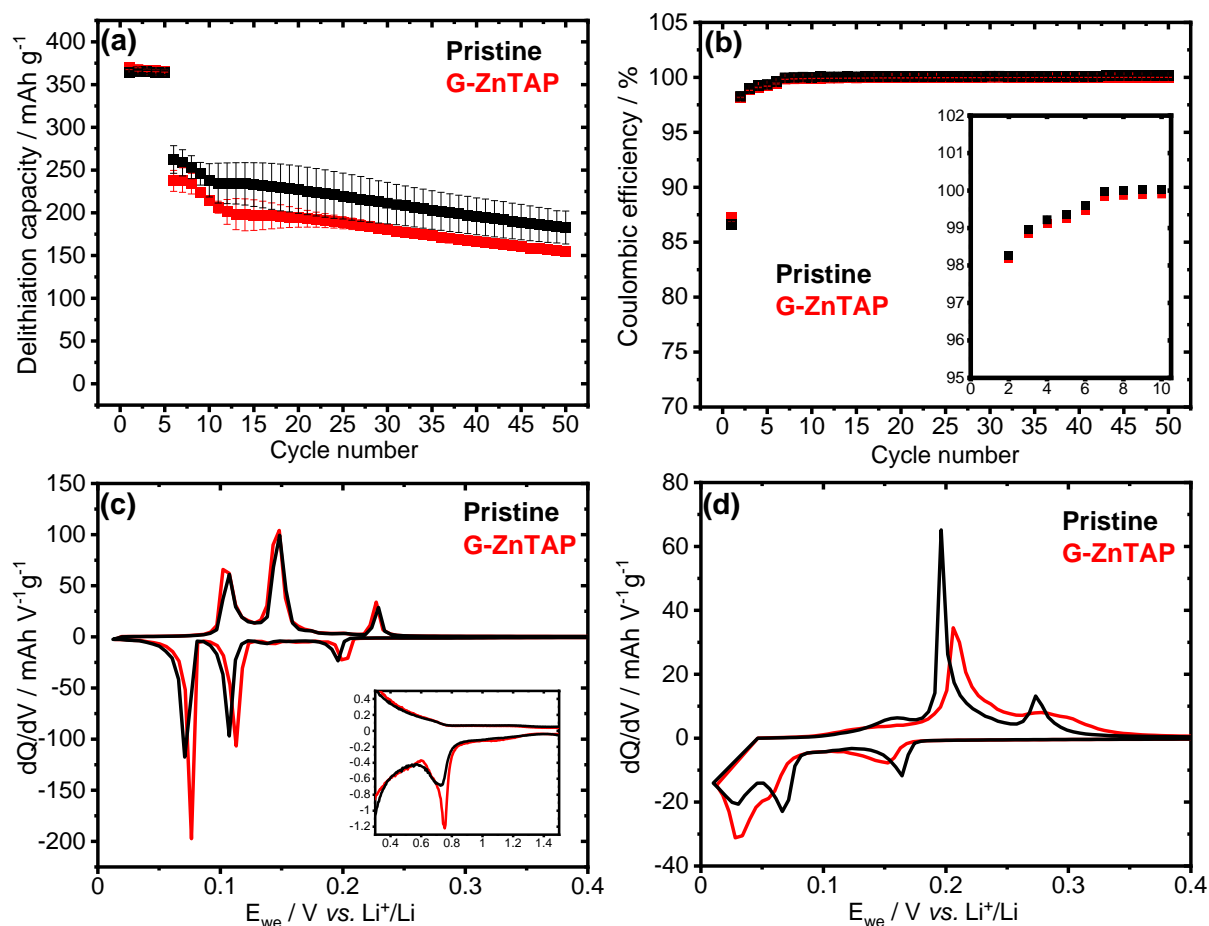 (a)
Pristine
G-ZnTAP
Delithiation capacity / mAh g⁻¹
400
350
300
250
200
150
100
50
0
0 5 10 15 20 25 30 35 40 45 50
Cycle number
(b)
Pristine
G-ZnTAP
Coulombic efficiency / %
105
100
95
90
85
80
75
70
0 5 10 15 20 25 30 35 40 45 50
Cycle number
102
101
100
99
98
97
96
95
0 2 4 6 8 10
(c)
Pristine
G-ZnTAP
dQ/dV / mAh V⁻¹g⁻¹
150
100
50
0
-50
-100
-150
-200
0 0.1 0.2 0.3 0.4
E_we / V vs. Li⁺/Li
0.4
0.2
0
-0.2
-0.4
-0.6
-0.8
-1
-1.2
0.4 0.6 0.8 1 1.2 1.4
(d)
Pristine
G-ZnTAP
dQ/dV / mAh V⁻¹g⁻¹
80
60
40
20
0
-20
-40
0 0.1 0.2 0.3 0.4
E_we / V vs. Li⁺/Li